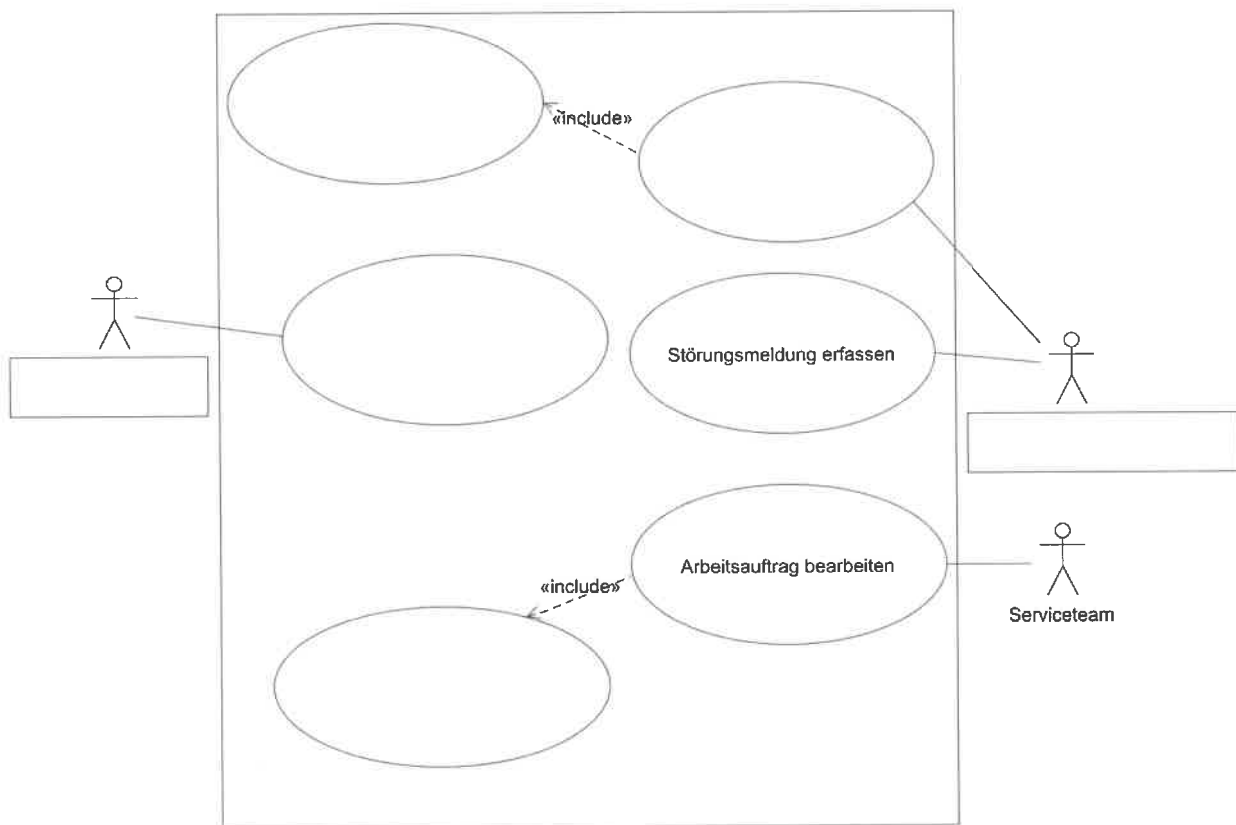 «include»
Störungsmeldung erfassen
Arbeitsauftrag bearbeiten
«include»
Serviceteam